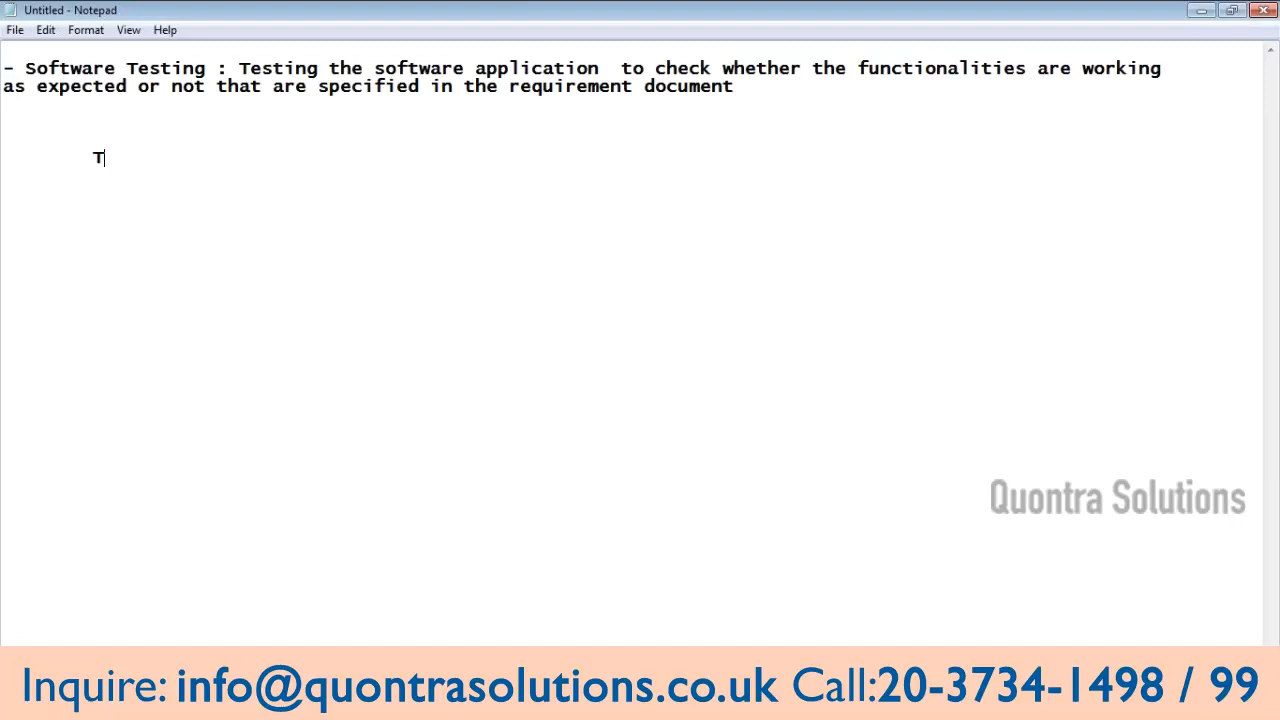 Untitled - Notepad
File Edit Format View Help
- Software Testing : Testing the software application  to check whether the functionalities are working
as expected or not that are specified in the requirement document
T
Quontra Solutions
Inquire: info@quontrasolutions.co.uk Call:20-3734-1498 / 99